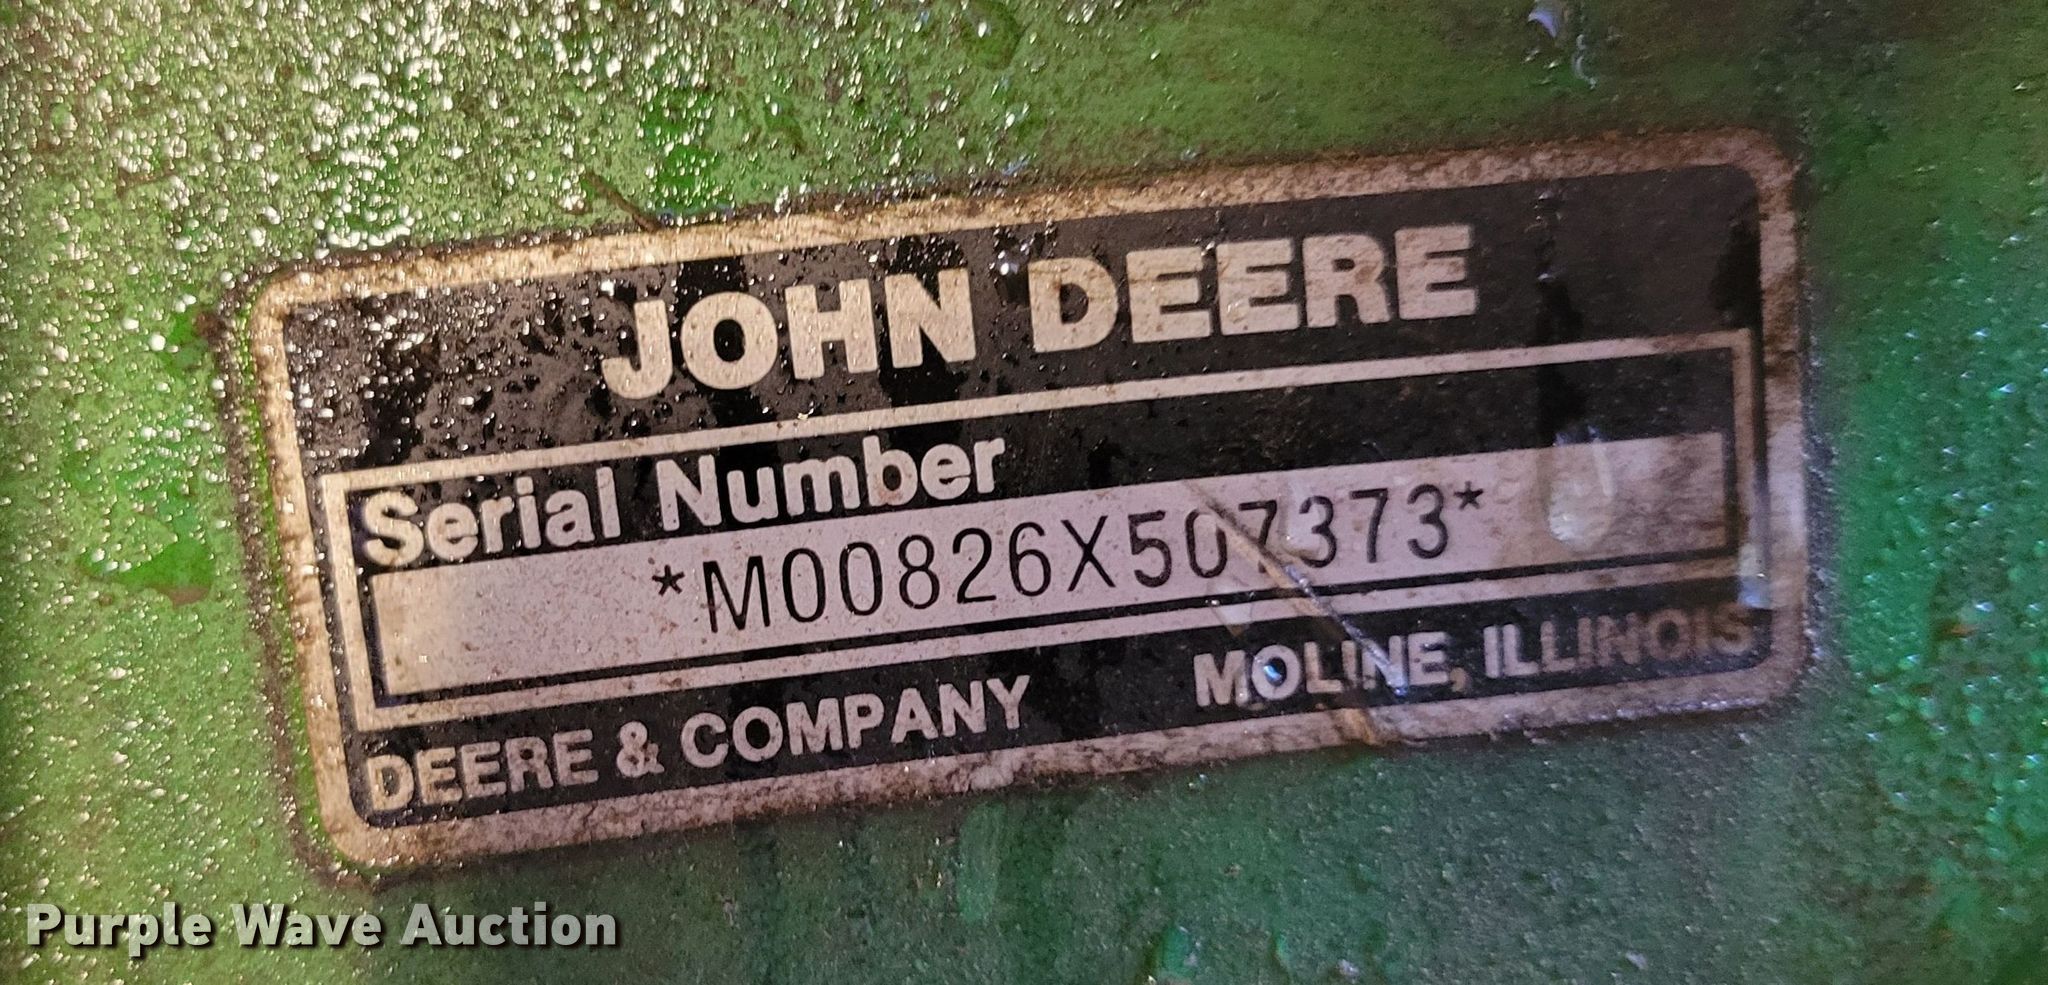 JOHN DEERE
Serial Number
*M00826X507373*
DEERE & COMPANY MOLINE, ILLINOIS
Purple Wave Auction